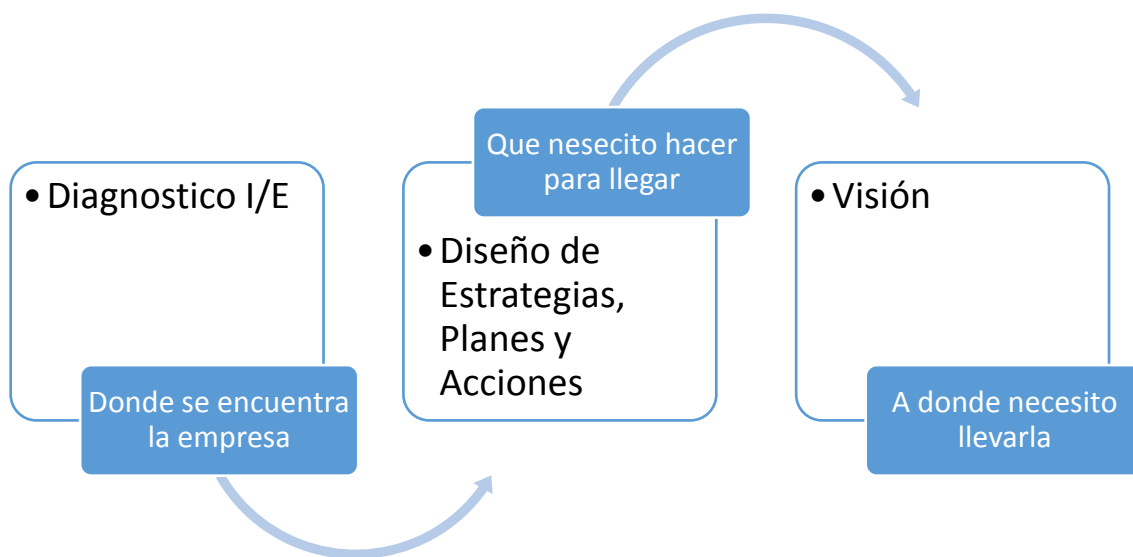 • Diagnostico I/E
Donde se encuentra
la empresa
Que nesecito hacer
para llegar
• Diseño de
Estrategias,
Planes y
Acciones
• Visión
A donde necesito
llevarla